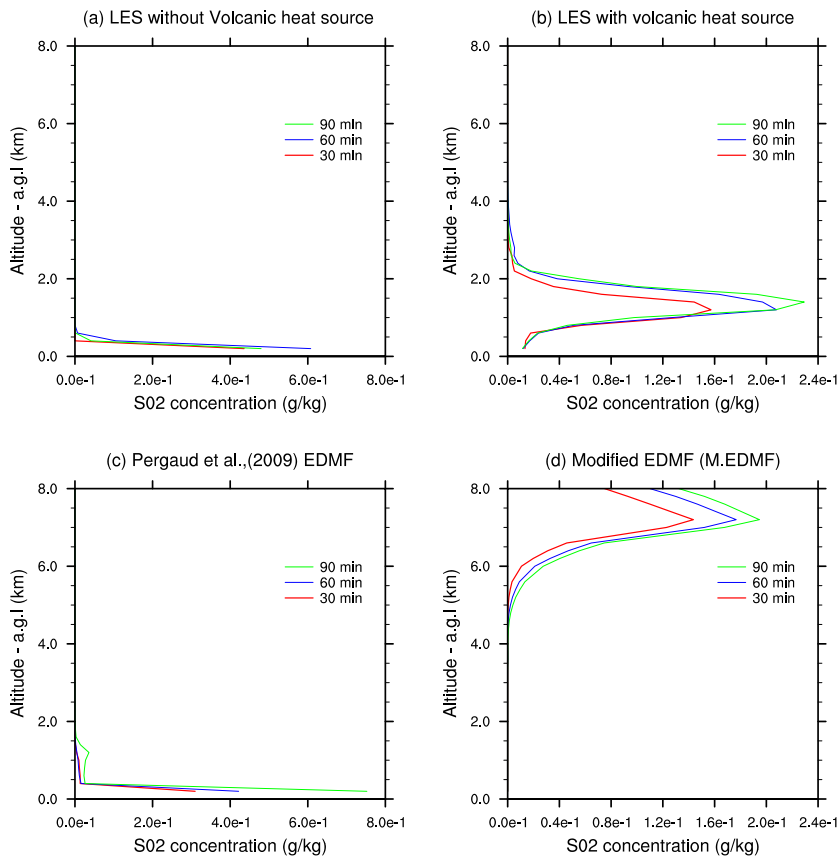 (a) LES without Volcanic heat source
8.0
6.0
4.0
2.0
0.0
Altitude - a.g.l (km)
90 mln
60 min
30 mln
0.0e-1 2.0e-1 4.0e-1 6.0e-1 8.0e-1
S02 concentration (g/kg)
(b) LES with volcanic heat source
8.0
6.0
4.0
2.0
0.0
Altitude - a.g.l (km)
90 mln
60 min
30 mln
0.0e-1 0.4e-1 0.8e-1 1.2e-1 1.6e-1 2.0e-1 2.4e-1
S02 concentration (g/kg)
(c) Pergaud et al.,(2009) EDMF
8.0
6.0
4.0
2.0
0.0
Altitude - a.g.l (km)
90 min
60 min
30 min
0.0e-1 2.0e-1 4.0e-1 6.0e-1 8.0e-1
S02 concentration (g/kg)
(d) Modified EDMF (M.EDMF)
8.0
6.0
4.0
2.0
0.0
Altitude - a.g.l (km)
90 min
60 min
30 min
0.0e-1 0.4e-1 0.8e-1 1.2e-1 1.6e-1 2.0e-1 2.4e-1
S02 concentration (g/kg)